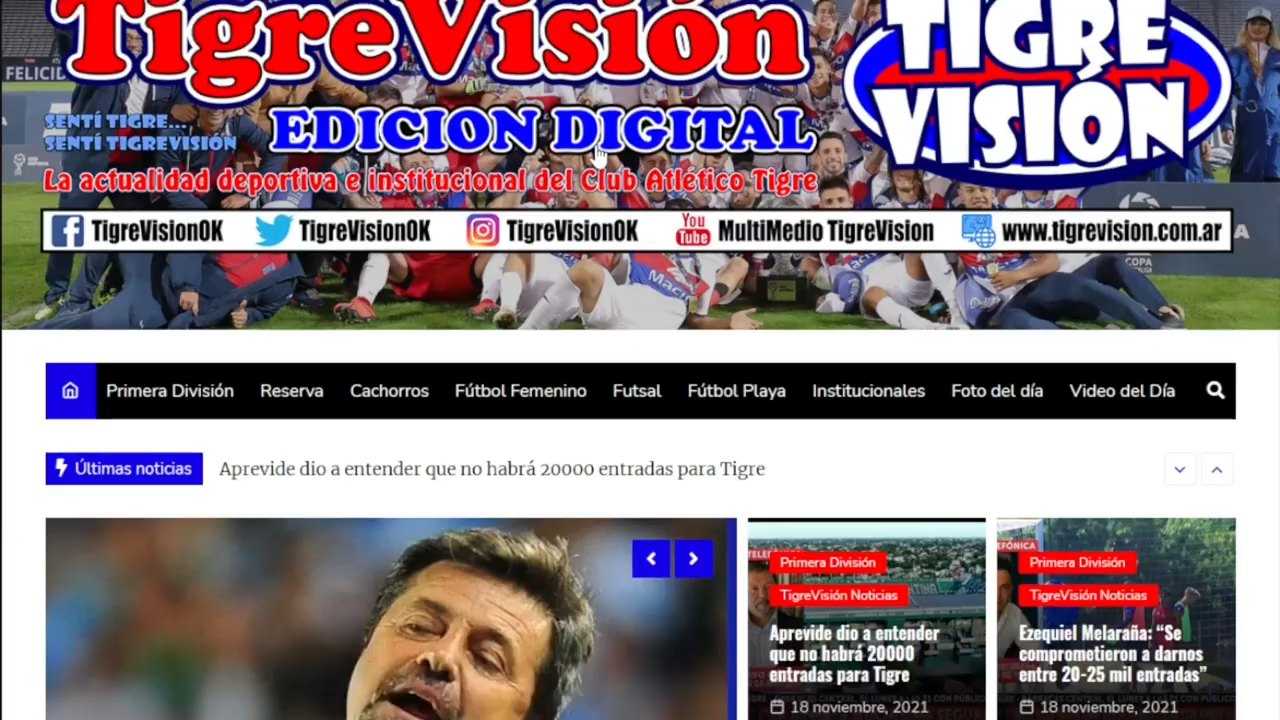 FELICID
TigreVisión
TIGRE
VISIÓN
SENTÍ TIGRE...
SENTÍ TIGREVISIÓN
EDICION DIGITAL
La actualidad deportiva e institucional del Club Atlético Tigre
TigreVisionOK
TigreVisionOK
TigreVisionOK
You
Tube
MultiMedio TigreVision
www.tigrevision.com.ar
COPA
Primera División
Reserva
Cachorros
Fútbol Femenino
Futsal
Fútbol Playa
Institucionales
Foto del día
Video del Día
Últimas noticias
Aprevide dio a entender que no habrá 20000 entradas para Tigre
Primera División
TigreVisión Noticias
Aprevide dio a entender
que no habrá 20000
entradas para Tigre
18 noviembre, 2021
EFÓNICA
Primera División
TigreVisión Noticias
Ezequiel Melaraña: “Se
comprometieron a darnos
entre 20-25 mil entradas”
18 noviembre, 2021